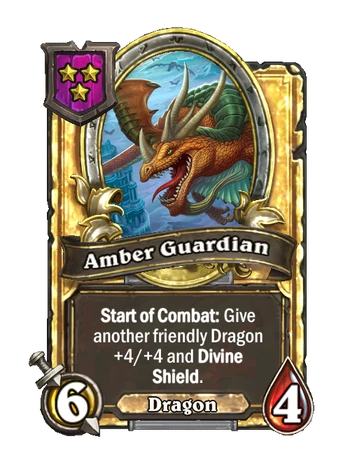 Amber Guardian
Start of Combat: Give
another friendly Dragon
+4/+4 and Divine
Shield.
6
Dragon
4